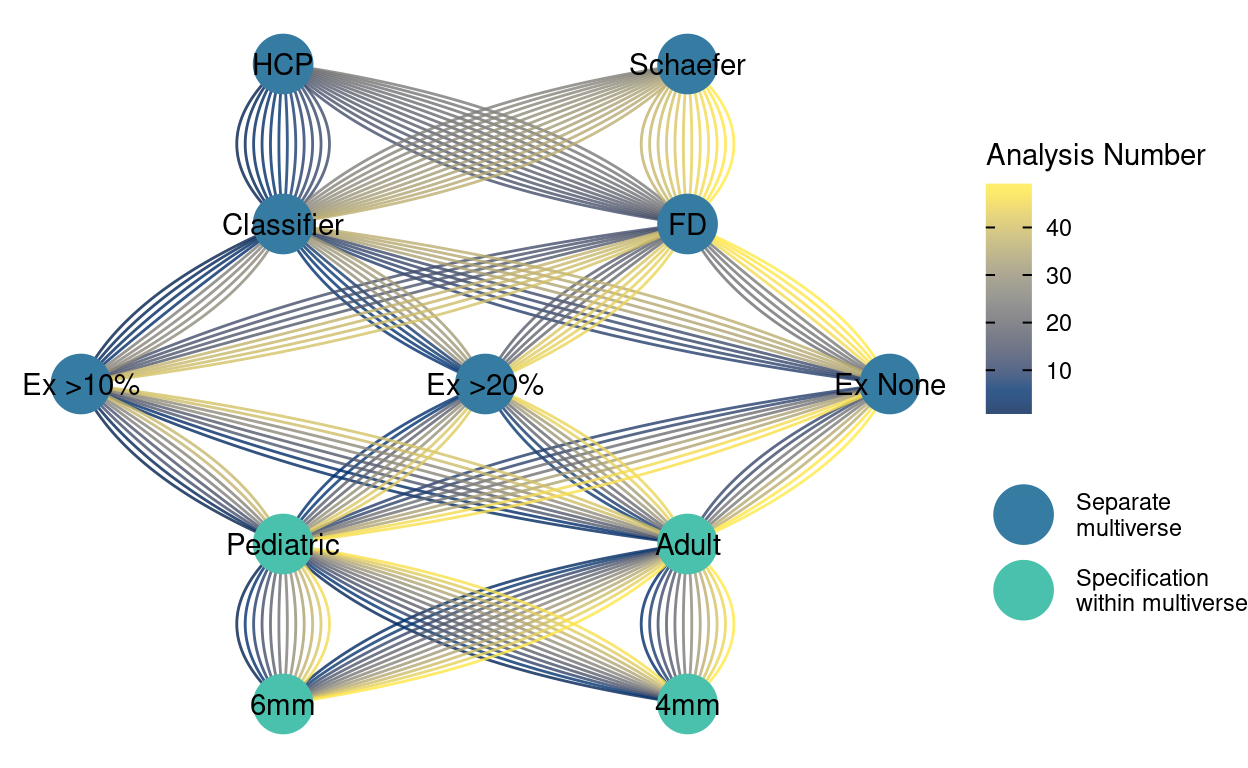 HCP
Schaefer
Classifier
FD
Ex >10%
Ex >20%
Ex None
Pediatric
Adult
6mm
4mm
Analysis Number
40
30
20
10
Separate
multiverse
Specification
within multiverse